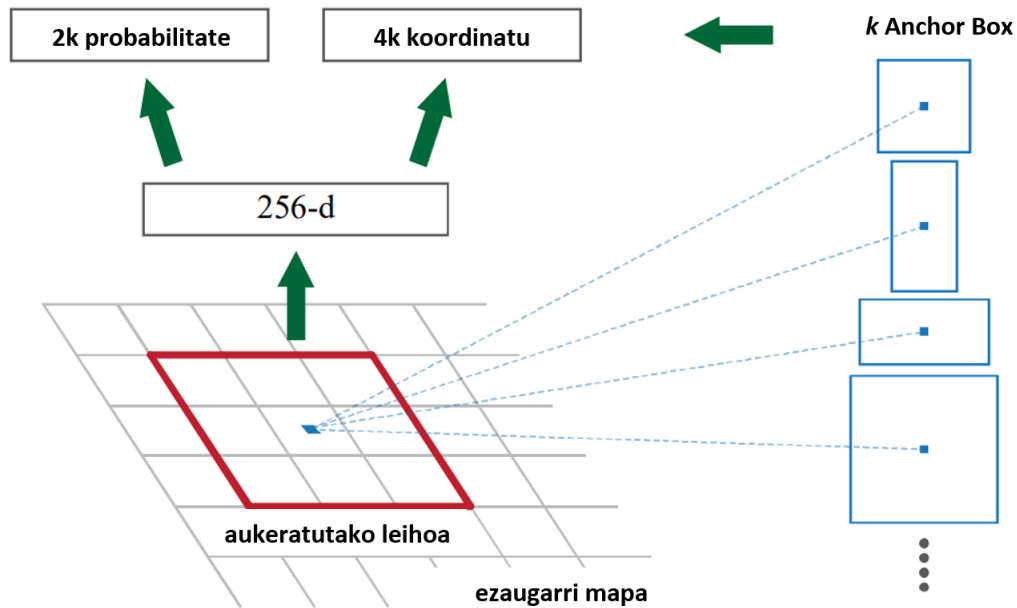 2k probabilitate
4k koordinatu
k Anchor Box
256-d
aukeratutako leihoa
ezaugarri mapa